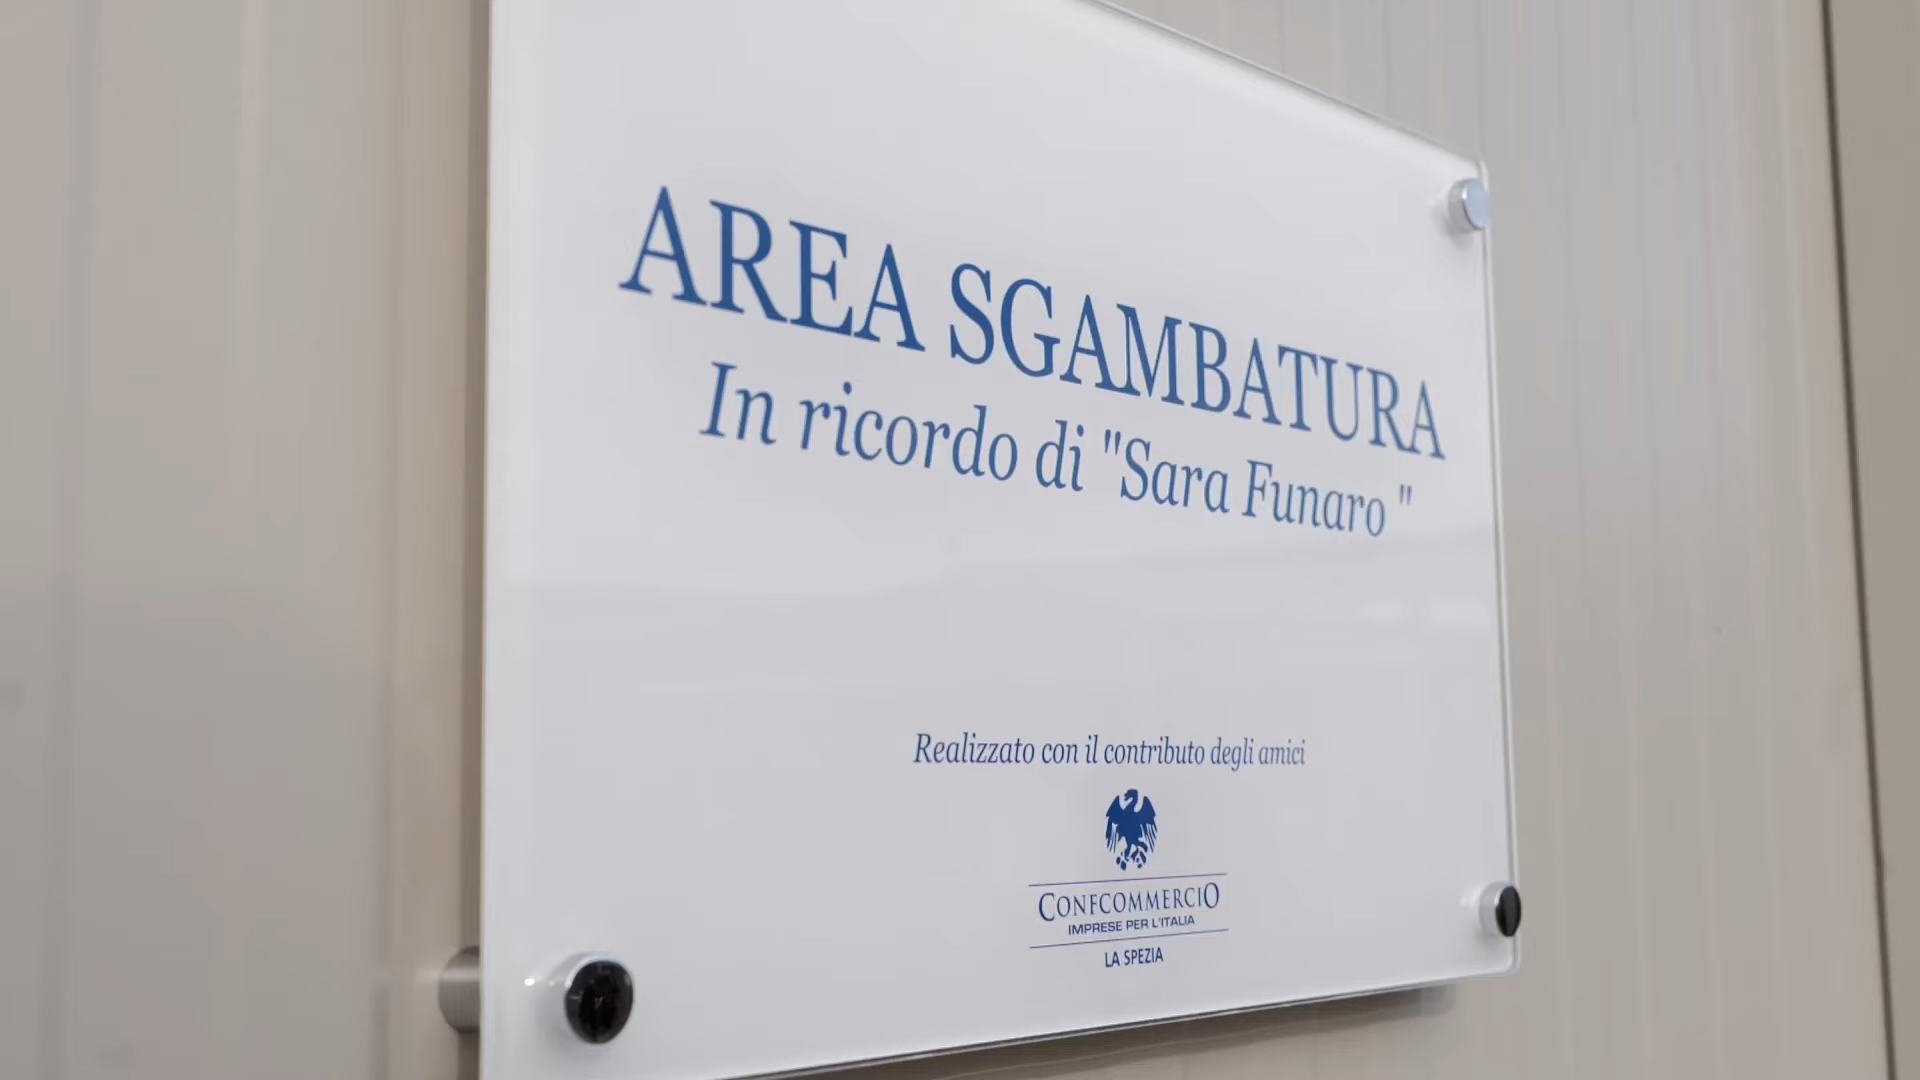 AREA SGAMBATURA
In ricordo di "Sara Funaro "
Realizzato con il contributo degli amici
CONFCOMMERCIO
IMPRESE PER L'ITALIA
LA SPEZIA